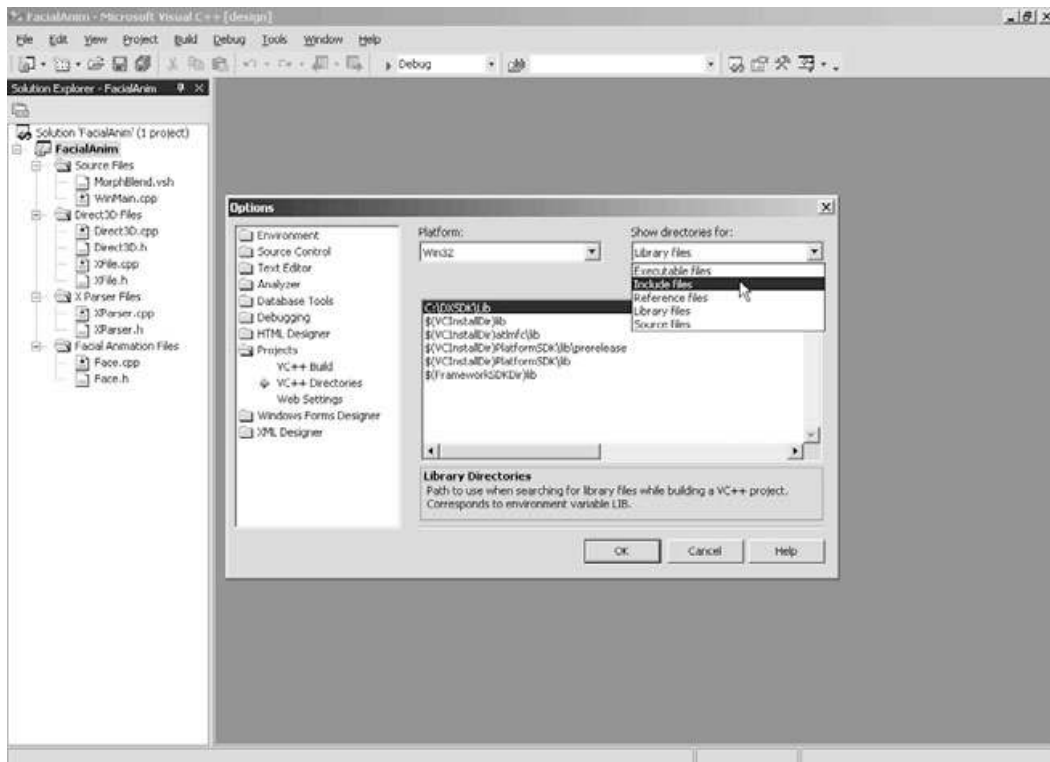 FacialAnim - Microsoft Visual C++ [design]
File Edit View Project Build Debug Tools Window Help
Debug
Solution Explorer - FacialAnim
Solution 'FacialAnim' (1 project)
FacialAnim
Source Files
MorphBlend.vsh
WinMain.cpp
Direct3D Files
Direct3D.cpp
Direct3D.h
XFile.cpp
XFile.h
X Parser Files
XParser.cpp
XParser.h
Facial Animation Files
Face.cpp
Face.h
Options
Environment
Source Control
Text Editor
Analyzer
Database Tools
Debugging
HTML Designer
Projects
VC++ Build
VC++ Directories
Web Settings
Windows Forms Designer
XML Designer
Platform:
Win32
Show directories for:
Library files
Executable files
Include files
Reference files
Library files
Source files
C:\DXSDK\Lib
$(VCInstallDir)lib
$(VCInstallDir)atlmfc\lib
$(VCInstallDir)PlatformSDK\lib\prerelease
$(VCInstallDir)PlatformSDK\lib
$(FrameworkSDKDir)lib
Library Directories
Path to use when searching for library files while building a VC++ project.
Corresponds to environment variable LIB.
OK Cancel Help